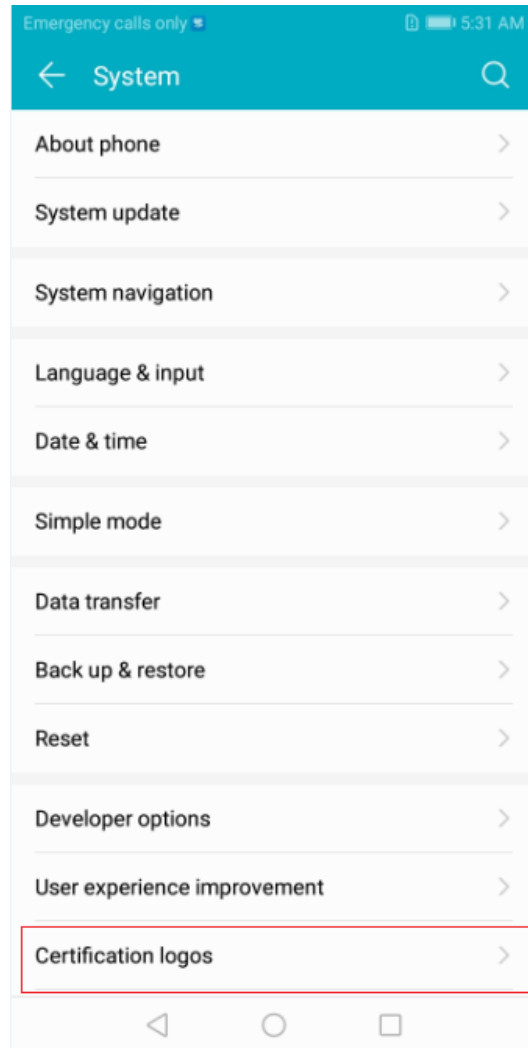 Emergency calls only
5:31 AM
System
About phone
System update
System navigation
Language & input
Date & time
Simple mode
Data transfer
Back up & restore
Reset
Developer options
User experience improvement
Certification logos